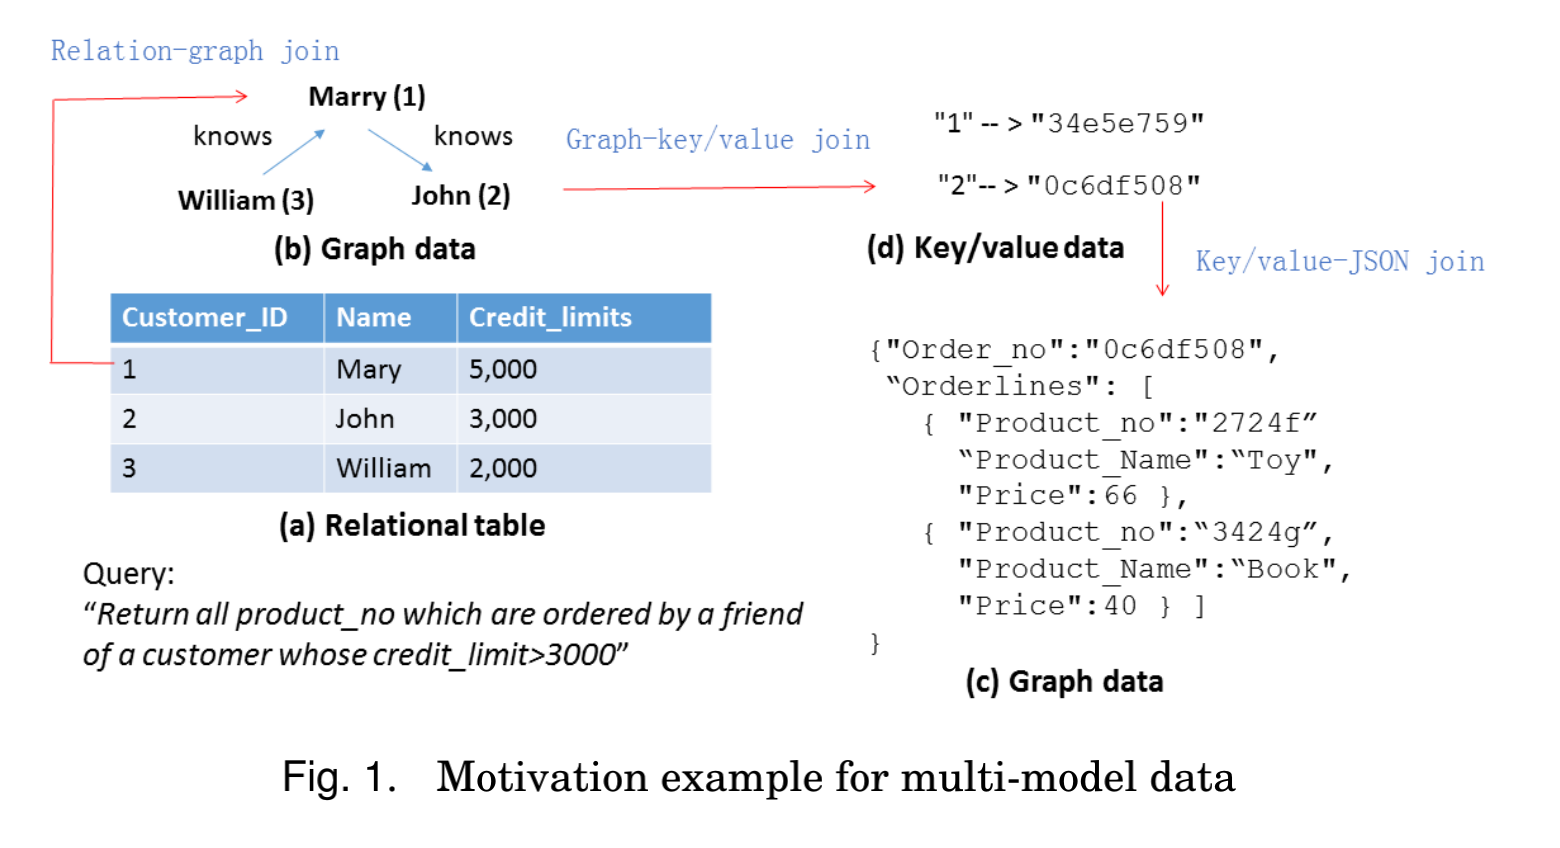 Relation-graph join
Marry (1)
knows
knows
William (3)
John (2)
(b) Graph data
Graph-key/value join
"1" -- > "34e5e759"
"2"-- > "0c6df508"
(d) Key/value data
Key/value-JSON join
Customer_ID Name Credit_limits
1 Mary 5,000
2 John 3,000
3 William 2,000
(a) Relational table
Query:
“Return all product_no which are ordered by a friend
of a customer whose credit_limit>3000”
{"Order_no":"0c6df508",
“Orderlines": [
{ "Product_no":"2724f”
“Product_Name":“Toy",
"Price":66 },
{ "Product_no":“3424g”,
"Product_Name":“Book",
"Price":40 } ]
}
(c) Graph data
Fig. 1. Motivation example for multi-model data